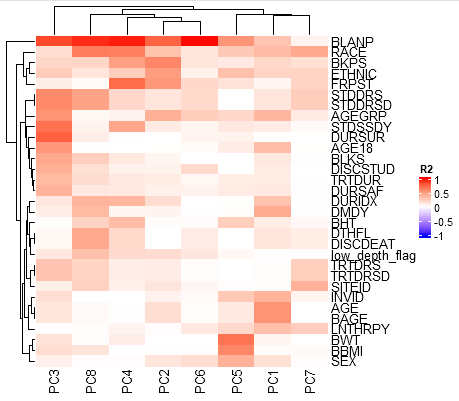 BLANP
RACE
BKPS
ETHNIC
FRPST
STDDRS
STDDRSD
AGEGRP
STDSSDY
DURSUR
AGE18
BLKS
DISCSTUD
TRTDUR
DURSAF
DURIDX
DMDY
BHT
DTHFL
DISCDEAT
low_depth_flag
TRTDRS
TRTDRSD
SITEID
INVID
AGE
BAGE
LNTHRPY
BWT
BBMI
SEX
R2
1
0.5
0
-0.5
-1
PC3 PC8 PC4 PC2 PC6 PC5 PC1 PC7